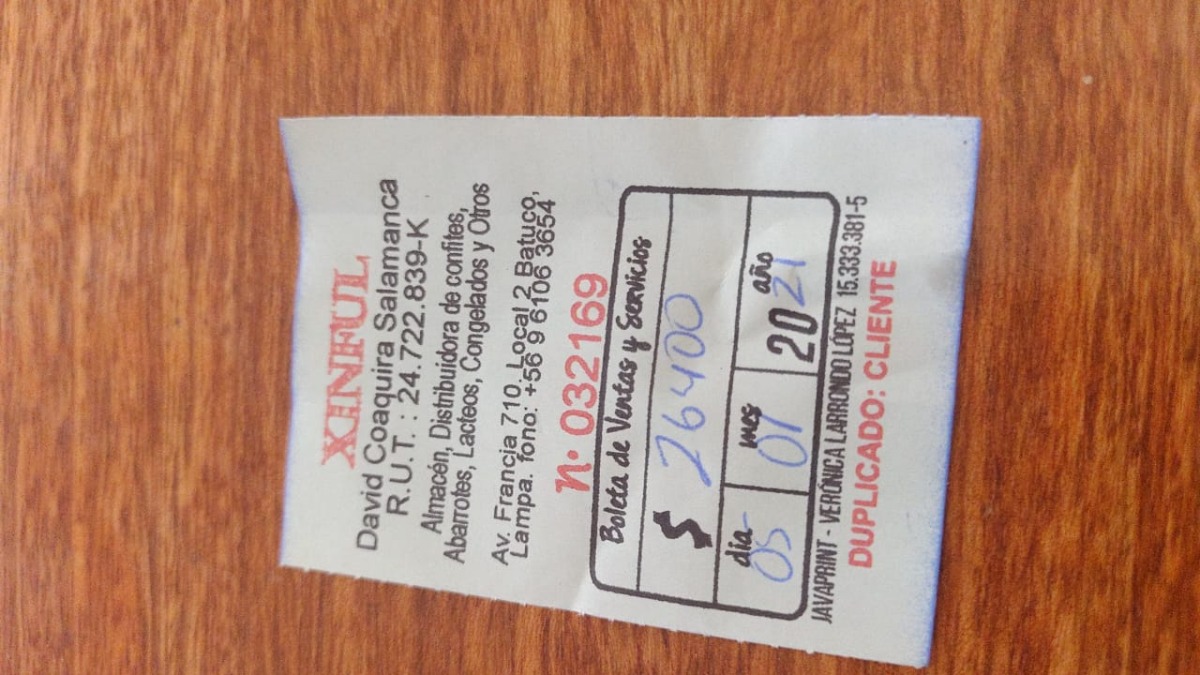 XINFUL
David Coaquira Salamanca
R.U.T. : 24.722.839-K
Almacén, Distribuidora de confites,
Abarrotes, Lacteos, Congelados y Otros
Av. Francia 710, Local 2 Batuco,
Lampa. fono: +56 9 6106 3654
n° 032169
Boleta de Ventas y Servicios
$ 26400
dia mes año
05 01 2021
JAVAPRINT - VERÓNICA LARRONDO LÓPEZ 15.333.381-5
DUPLICADO: CLIENTE